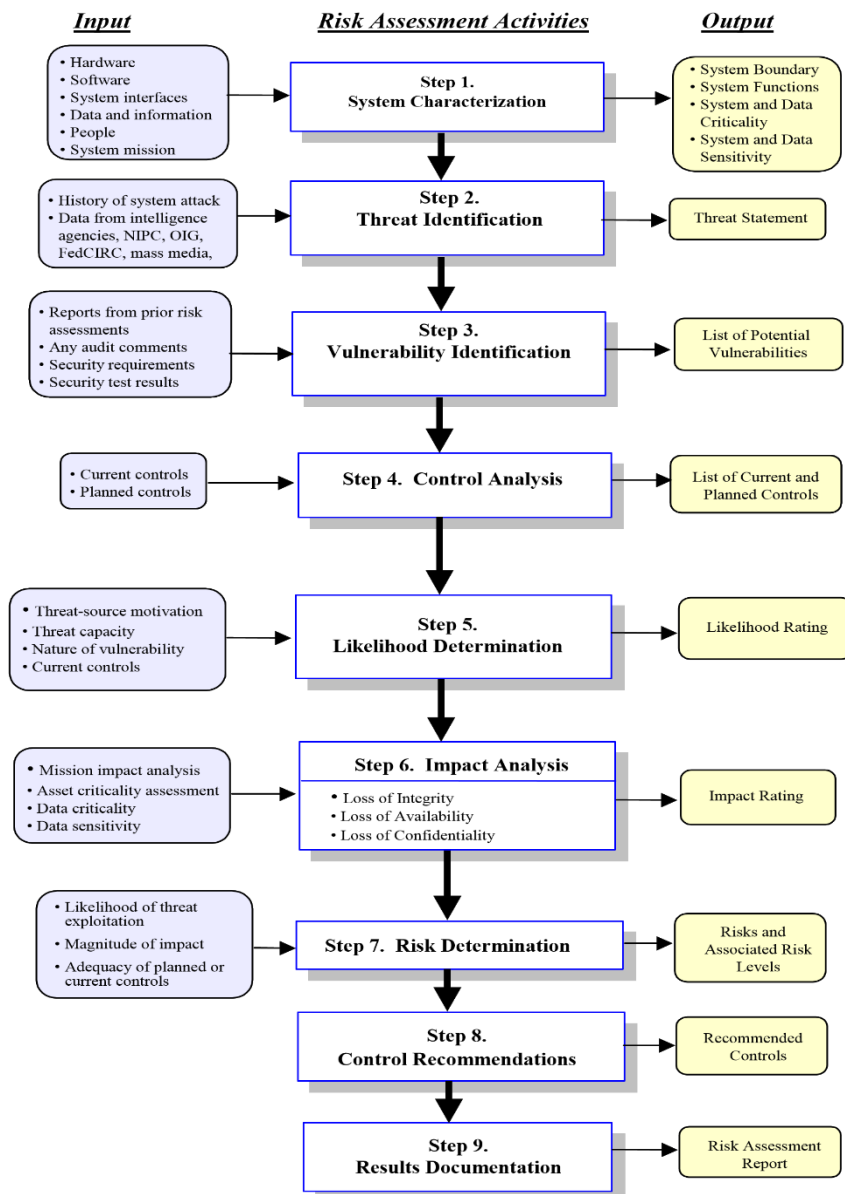 Input
Risk Assessment Activities
Output
• Hardware
• Software
• System interfaces
• Data and information
• People
• System mission
Step 1.
System Characterization
• System Boundary
• System Functions
• System and Data
Criticality
• System and Data
Sensitivity
• History of system attack
• Data from intelligence
agencies, NIPC, OIG,
FedCIRC, mass media,
Step 2.
Threat Identification
Threat Statement
• Reports from prior risk
assessments
• Any audit comments
• Security requirements
• Security test results
Step 3.
Vulnerability Identification
List of Potential
Vulnerabilities
• Current controls
• Planned controls
Step 4. Control Analysis
List of Current and
Planned Controls
• Threat-source motivation
• Threat capacity
• Nature of vulnerability
• Current controls
Step 5.
Likelihood Determination
Likelihood Rating
• Mission impact analysis
• Asset criticality assessment
• Data criticality
• Data sensitivity
Step 6. Impact Analysis
• Loss of Integrity
• Loss of Availability
• Loss of Confidentiality
Impact Rating
• Likelihood of threat
exploitation
• Magnitude of impact
• Adequacy of planned or
current controls
Step 7. Risk Determination
Risks and
Associated Risk
Levels
Step 8.
Control Recommendations
Recommended
Controls
Step 9.
Results Documentation
Risk Assessment
Report